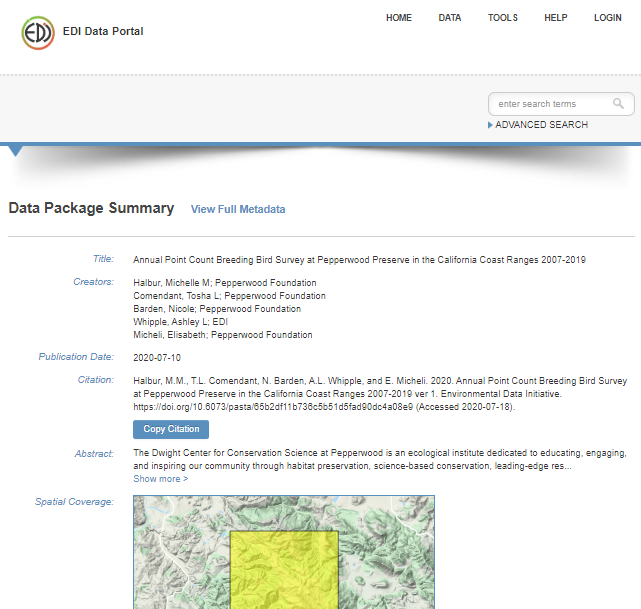 HOME DATA TOOLS HELP LOGIN
EDI EDI Data Portal
enter search terms
ADVANCED SEARCH
Data Package Summary View Full Metadata
Title: Annual Point Count Breeding Bird Survey at Pepperwood Preserve in the California Coast Ranges 2007-2019
Creators: Halbur, Michelle M; Pepperwood Foundation
Comendant, Tosha L; Pepperwood Foundation
Barden, Nicole; Pepperwood Foundation
Whipple, Ashley L; EDI
Micheli, Elisabeth; Pepperwood Foundation
Publication Date: 2020-07-10
Citation: Halbur, M.M., T.L. Comendant, N. Barden, A.L. Whipple, and E. Micheli. 2020. Annual Point Count Breeding Bird Survey
at Pepperwood Preserve in the California Coast Ranges 2007-2019 ver 1. Environmental Data Initiative.
https://doi.org/10.6073/pasta/65b2df11b736c5b51d5fad90dc4a08e9 (Accessed 2020-07-18).
Copy Citation
Abstract: The Dwight Center for Conservation Science at Pepperwood is an ecological institute dedicated to educating, engaging,
and inspiring our community through habitat preservation, science-based conservation, leading-edge res...
Show more >
Spatial Coverage: